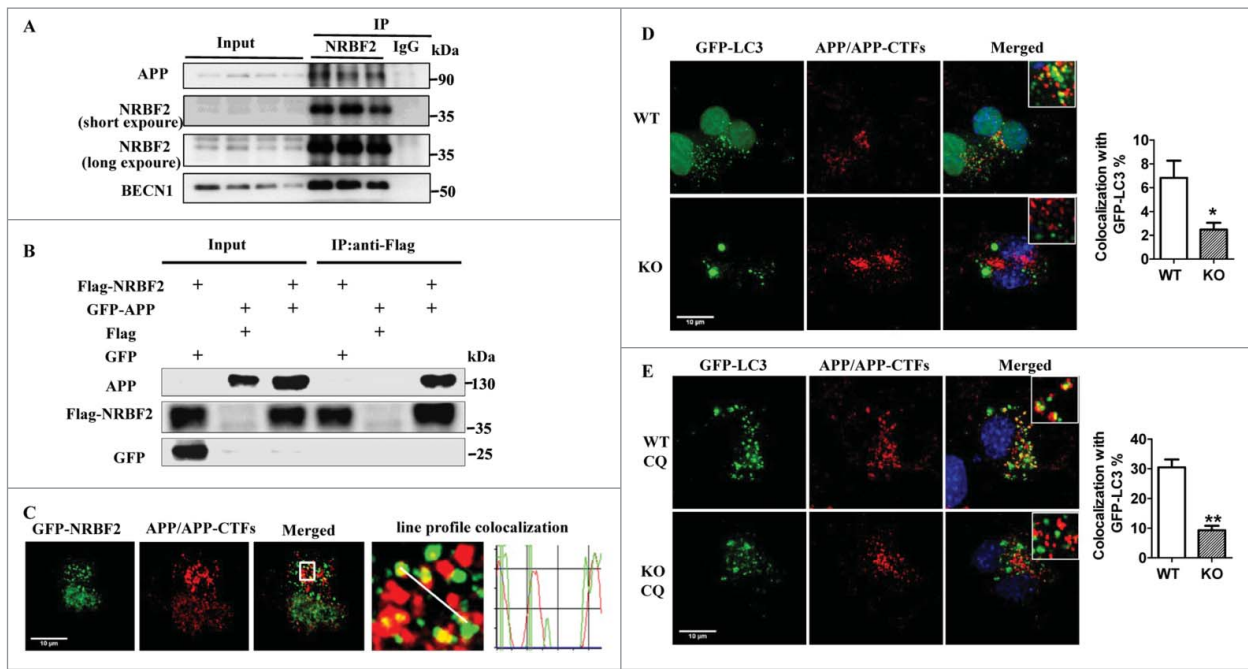 A
IP
Input
NRBF2 IgG kDa
APP
90
NRBF2
(short expoure)
35
NRBF2
(long expoure)
35
BECN1
50
B
Input IP:anti-Flag
Flag-NRBF2 + + + +
GFP-APP + + + +
Flag + +
GFP + + kDa
APP
130
Flag-NRBF2
35
GFP
25
C
GFP-NRBF2 APP/APP-CTFs Merged line profile colocalization
10 μm
D
GFP-LC3 APP/APP-CTFs Merged
WT
KO
10 μm
Colocalization with
GFP-LC3 %
10
8
6
4
2
0
*
WT KO
E
GFP-LC3 APP/APP-CTFs Merged
WT
CQ
KO
CQ
10 μm
Colocalization with
GFP-LC3 %
40
30
20
10
0
**
WT KO